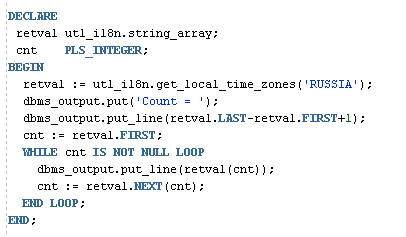 DECLARE
retval utl_i18n.string_array;
cnt PLS_INTEGER;
BEGIN
retval := utl_i18n.get_local_time_zones('RUSSIA');
dbms_output.put('Count = ');
dbms_output.put_line(retval.LAST-retval.FIRST+1);
cnt := retval.FIRST;
WHILE cnt IS NOT NULL LOOP
dbms_output.put_line(retval(cnt));
cnt := retval.NEXT(cnt);
END LOOP;
END;